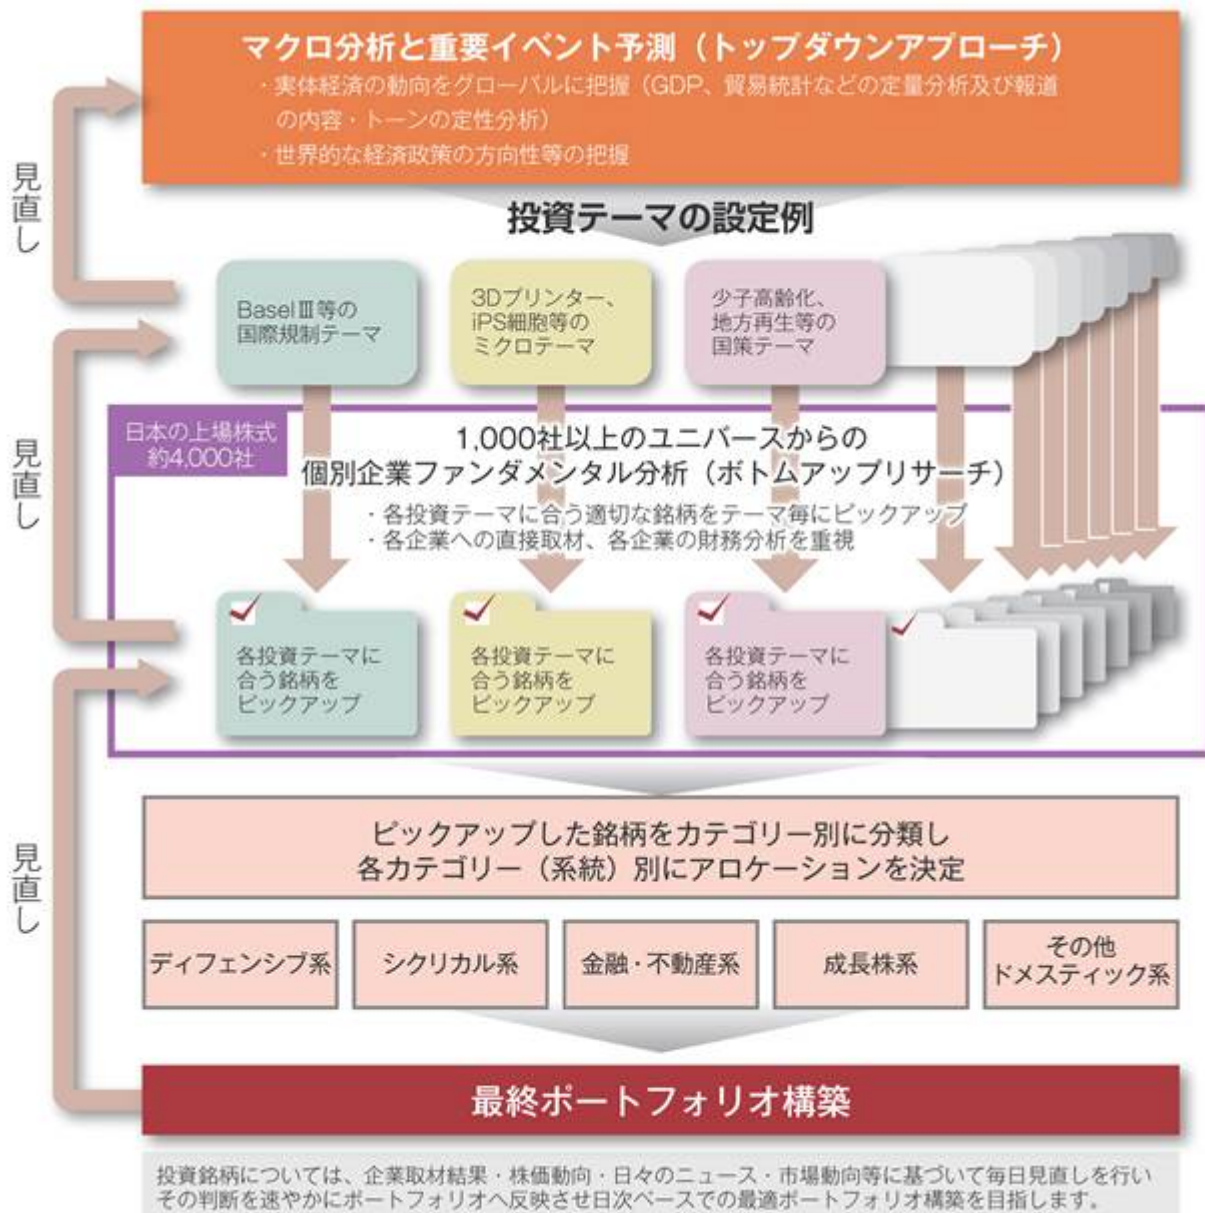 マクロ分析と重要イベント予測（トップダウンアプローチ）
・実体経済の動向をグローバルに把握（GDP、貿易統計などの定量分析及び報道
の内容・トーンの定性分析）
・世界的な経済政策の方向性等の把握
見直し
投資テーマの設定例
BaselⅢ等の
国際規制テーマ
3Dプリンター、
iPS細胞等の
ミクロテーマ
少子高齢化、
地方再生等の
国策テーマ
見直し
日本の上場株式
約4,000社
1,000社以上のユニバースからの
個別企業ファンダメンタル分析（ボトムアップリサーチ）
・各投資テーマに合う適切な銘柄をテーマ毎にピックアップ
・各企業への直接取材、各企業の財務分析を重視
各投資テーマに
合う銘柄を
ピックアップ
各投資テーマに
合う銘柄を
ピックアップ
各投資テーマに
合う銘柄を
ピックアップ
見直し
ピックアップした銘柄をカテゴリー別に分類し
各カテゴリー（系統）別にアロケーションを決定
ディフェンシブ系
シクリカル系
金融・不動産系
成長株系
その他
ドメスティック系
最終ポートフォリオ構築
投資銘柄については、企業取材結果・株価動向・日々のニュース・市場動向等に基づいて毎日見直しを行い
その判断を速やかにポートフォリオへ反映させ日次ベースでの最適ポートフォリオ構築を目指します。